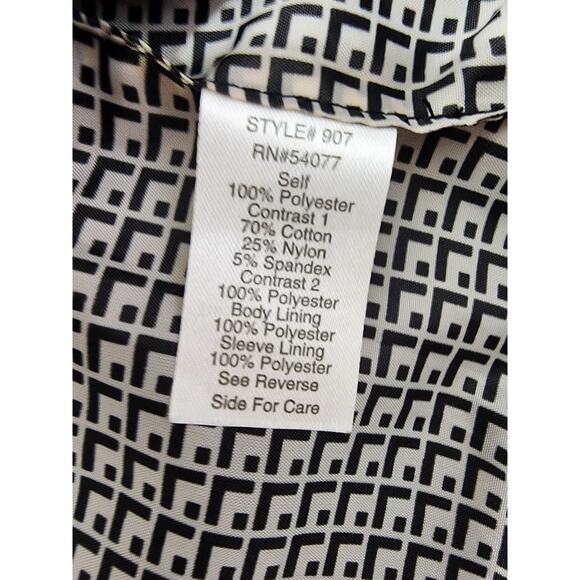 STYLE# 907
RN#54077
Self
100% Polyester
Contrast 1
70% Cotton
25% Nylon
5% Spandex
Contrast 2
100% Polyester
Body Lining
100% Polyester
Sleeve Lining
100% Polyester
See Reverse
Side For Care